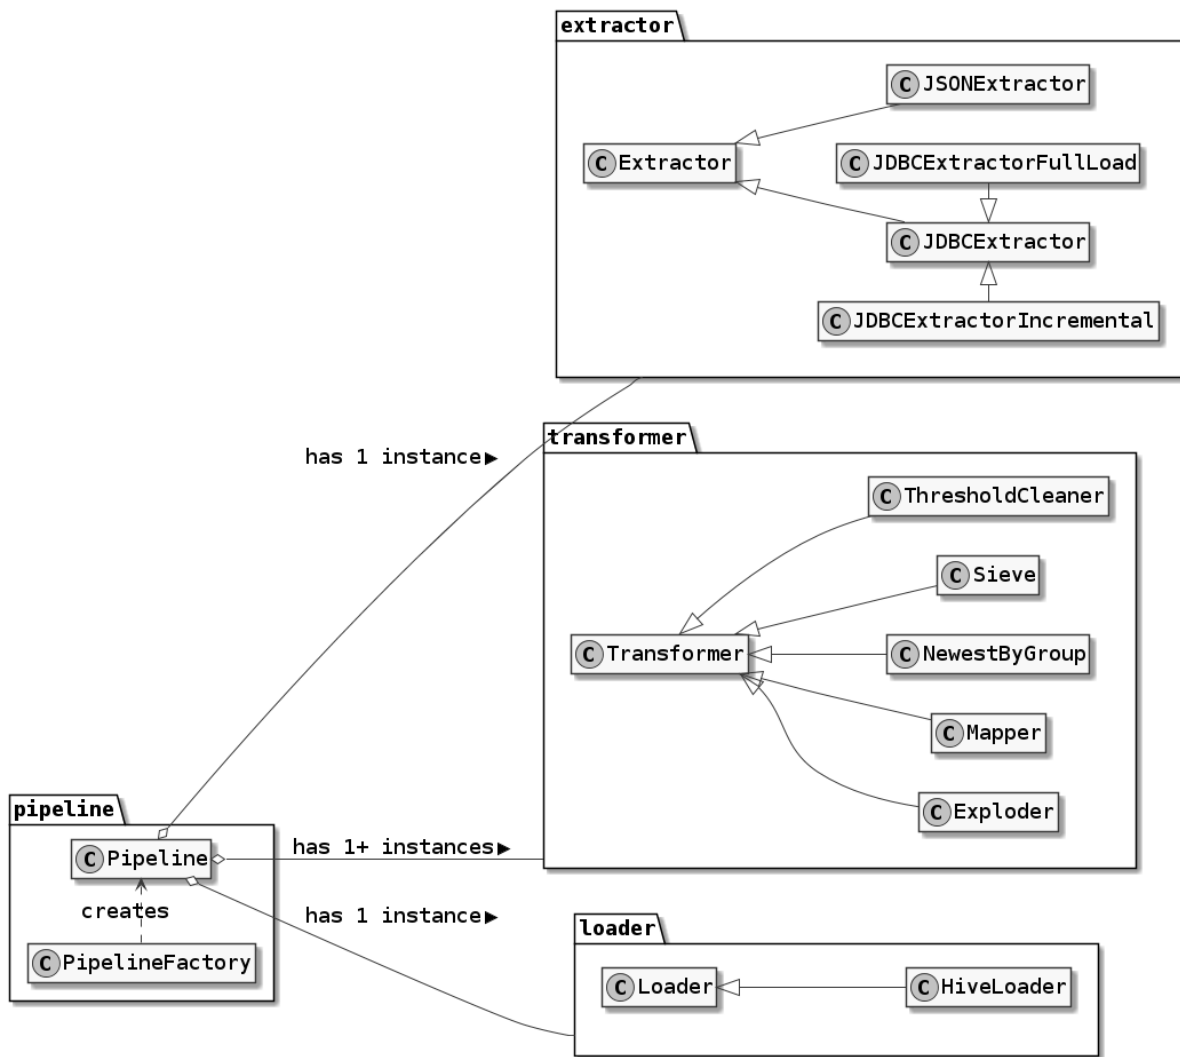 extractor
C JSONExtractor
C Extractor
C JDBCExtractorFullLoad
C JDBCExtractor
C JDBCExtractorIncremental
has 1 instance▶
transformer
C ThresholdCleaner
C Sieve
C Transformer
C NewestByGroup
C Mapper
C Exploder
pipeline
C Pipeline
has 1+ instances▶
creates
C PipelineFactory
has 1 instance▶
loader
C Loader
C HiveLoader